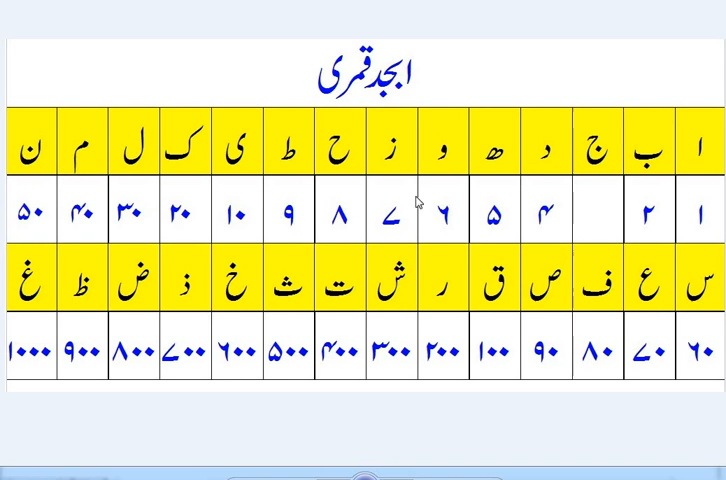 ابجد قمری
ا ب ج د ھ و ز ح ط ی ک ل م ن
۱ ۲ ۴ ۵ ۶ ۷ ۸ ۹ ۱۰ ۲۰ ۳۰ ۴۰ ۵۰
س ع ف ص ق ر ش ت ث خ ذ ض ظ غ
۶۰ ۷۰ ۸۰ ۹۰ ۱۰۰ ۲۰۰ ۳۰۰ ۴۰۰ ۵۰۰ ۶۰۰ ۷۰۰ ۸۰۰ ۹۰۰ ۱۰۰۰